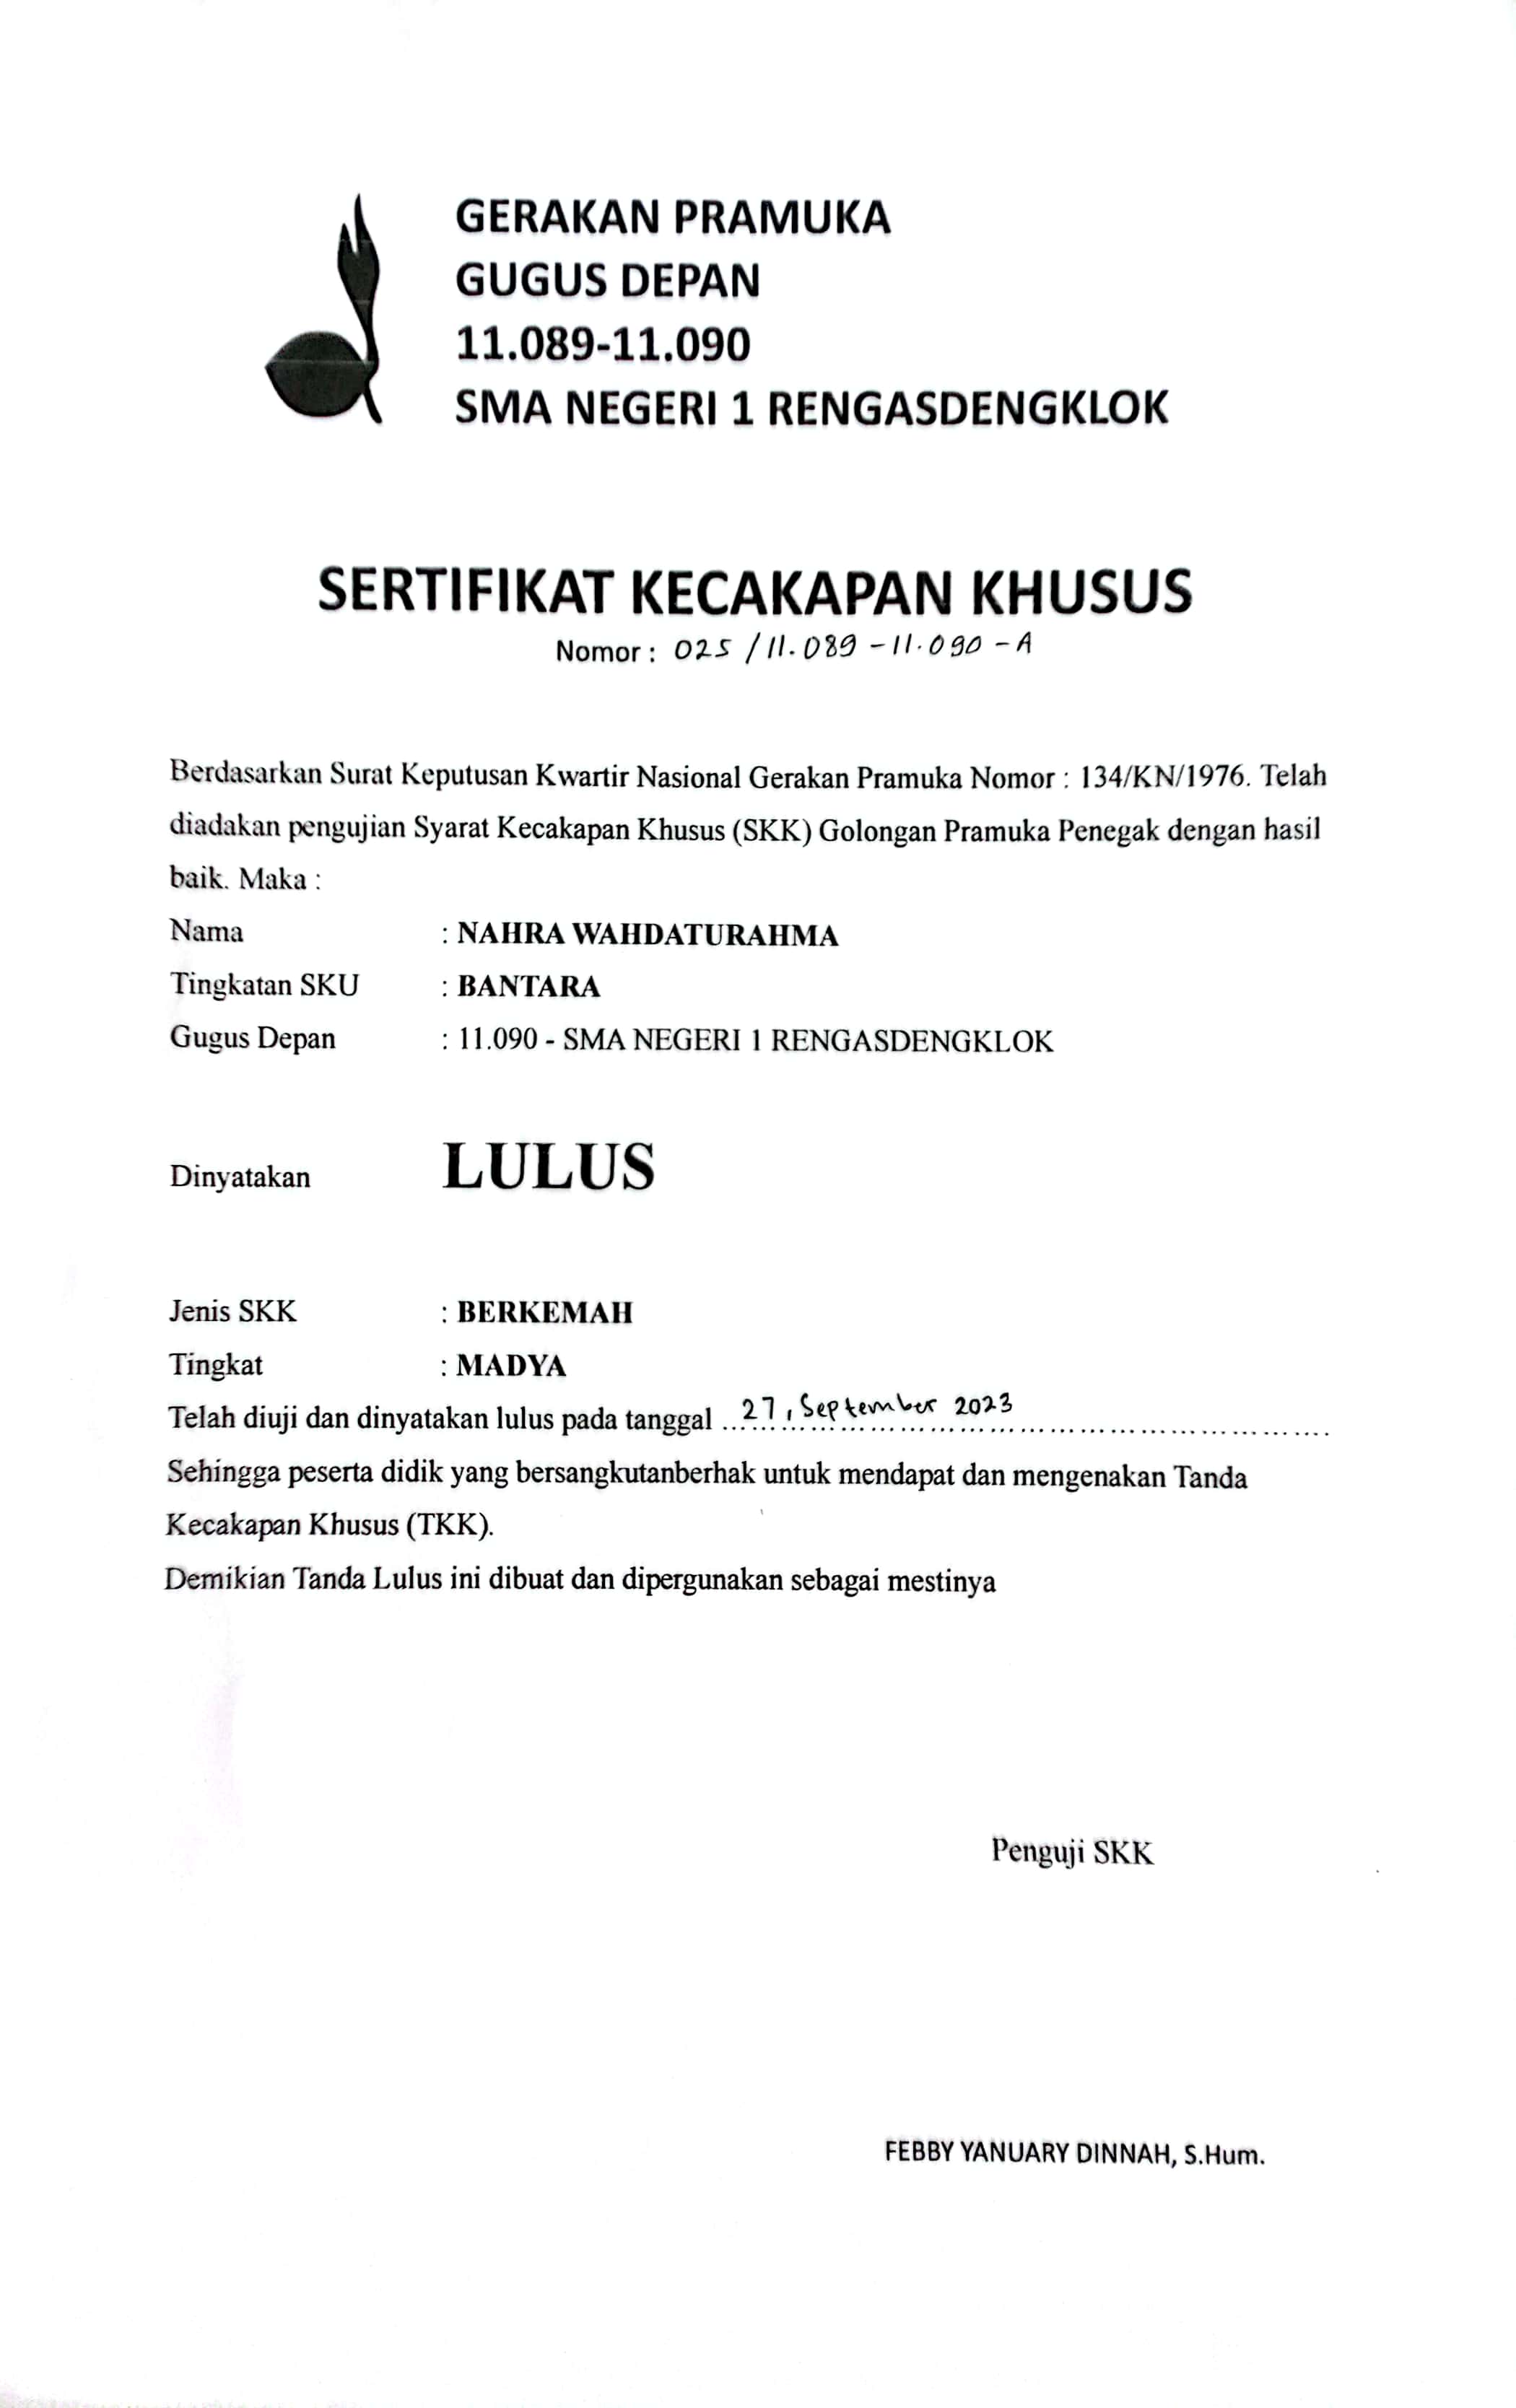 GERAKAN PRAMUKA
GUGUS DEPAN
11.089-11.090
SMA NEGERI 1 RENGASDENGKLOK
SERTIFIKAT KECAKAPAN KHUSUS
Nomor : 025 / 11.089 - 11.090 - A
Berdasarkan Surat Keputusan Kwartir Nasional Gerakan Pramuka Nomor : 134/KN/1976. Telah
diadakan pengujian Syarat Kecakapan Khusus (SKK) Golongan Pramuka Penegak dengan hasil
baik. Maka :
Nama : NAHRA WAHDATURAHMA
Tingkatan SKU : BANTARA
Gugus Depan : 11.090 - SMA NEGERI 1 RENGASDENGKLOK
Dinyatakan LULUS
Jenis SKK : BERKEMAH
Tingkat : MADYA
Telah diuji dan dinyatakan lulus pada tanggal 27, September 2023
Sehingga peserta didik yang bersangkutanberhak untuk mendapat dan mengenakan Tanda
Kecakapan Khusus (TKK).
Demikian Tanda Lulus ini dibuat dan dipergunakan sebagai mestinya
Penguji SKK
FEBBY YANUARY DINNAH, S.Hum.